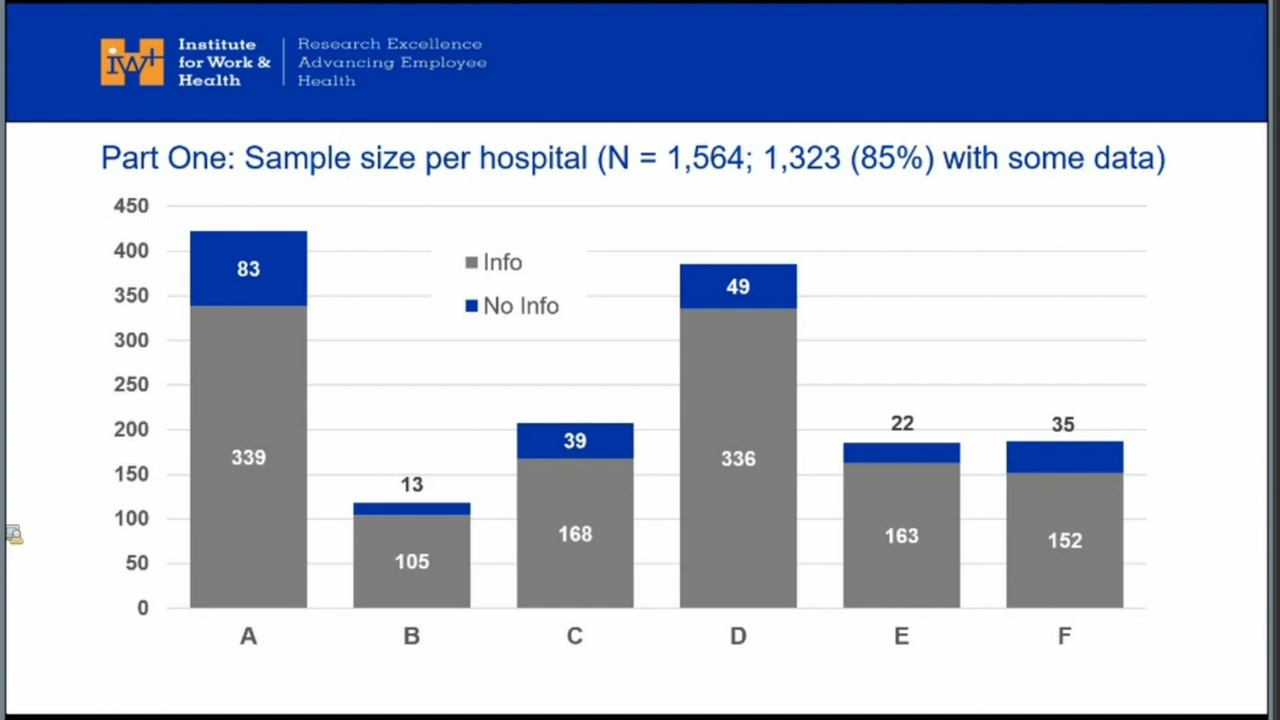 iw+
Institute
for Work &
Health
Research Excellence
Advancing Employee
Health
Part One: Sample size per hospital (N = 1,564; 1,323 (85%) with some data)
450
400
350
300
250
200
150
100
50
0
Info
No Info
83
339
13
105
39
168
49
336
22
163
35
152
A
B
C
D
E
F